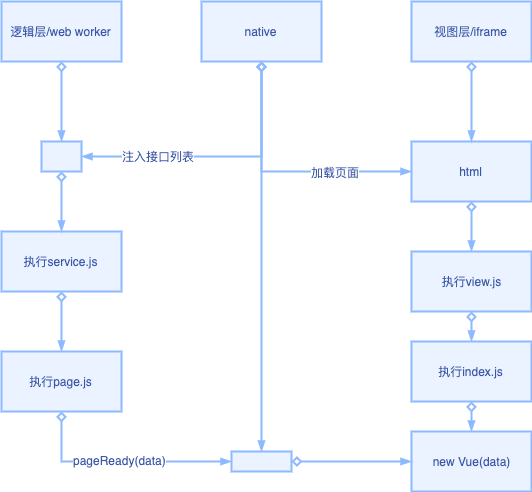 逻辑层/web worker
native
视图层/iframe
注入接口列表
加载页面
html
执行service.js
执行view.js
执行page.js
执行index.js
pageReady(data)
new Vue(data)